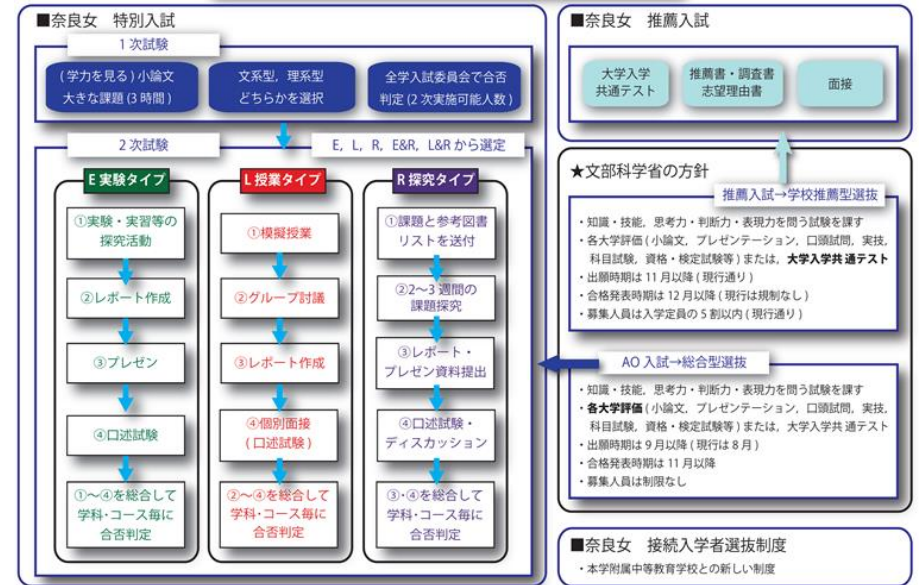 ■奈良女 特別入試
1次試験
(学力を見る)小論文
大きな課題(3時間)
文系型，理系型
どちらかを選択
全学入試委員会で合否
判定(2次実施可能人数)
2次試験
E，L，R，E&R，L&Rから選定
E 実験タイプ
①実験・実習等の
探究活動
②レポート作成
③プレゼン
④口述試験
①～④を総合して
学科・コース毎に
合否判定
L 授業タイプ
①模擬授業
②グループ討議
③レポート作成
④個別面接
(口述試験)
②～④を総合して
学科・コース毎に
合否判定
R 探究タイプ
①課題と参考図書
リストを送付
②2～3週間の
課題探究
③レポート・
プレゼン資料提出
④口述試験・
ディスカッション
③・④を総合して
学科・コース毎に
合否判定
■奈良女 推薦入試
大学入学
共通テスト
推薦書・調査書
志望理由書
面接
★文部科学省の方針
推薦入試→学校推薦型選抜
・知識・技能，思考力・判断力・表現力を問う試験を課す
・各大学評価(小論文，プレゼンテーション，口頭試問，実技，
科目試験，資格・検定試験等)または，大学入学共 通テスト
・出願時期は11月以降(現行通り)
・合格発表時期は12月以降(現行は規制なし)
・募集人員は入学定員の5割以内(現行通り)
AO入試→総合型選抜
・知識・技能，思考力・判断力・表現力を問う試験を課す
・各大学評価(小論文，プレゼンテーション，口頭試問，実技，
科目試験，資格・検定試験等)または，大学入学共 通テスト
・出願時期は9月以降(現行は8月)
・合格発表時期は11月以降
・募集人員は制限なし
■奈良女 接続入学者選抜制度
・本学附属中等教育学校との新しい制度